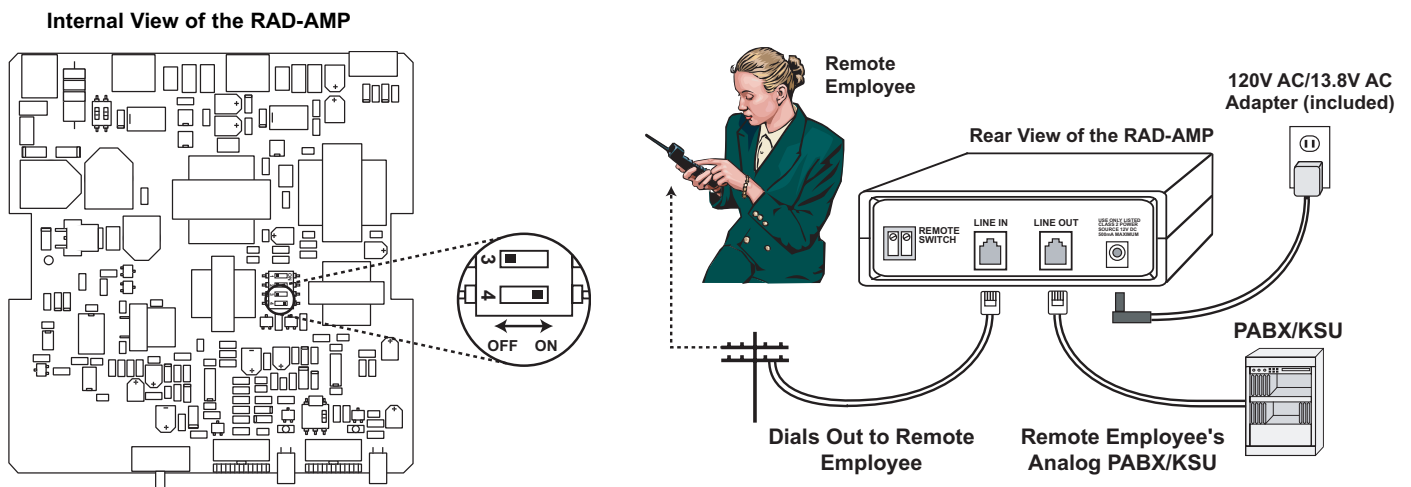 Internal View of the RAD-AMP
3
4
OFF ON
Remote
Employee
120V AC/13.8V AC
Adapter (included)
Rear View of the RAD-AMP
REMOTE
SWITCH
LINE IN
LINE OUT
USE ONLY LISTED
CLASS 2 POWER
SOURCE 12V DC
500mA MAXIMUM
PABX/KSU
Dials Out to Remote
Employee
Remote Employee's
Analog PABX/KSU